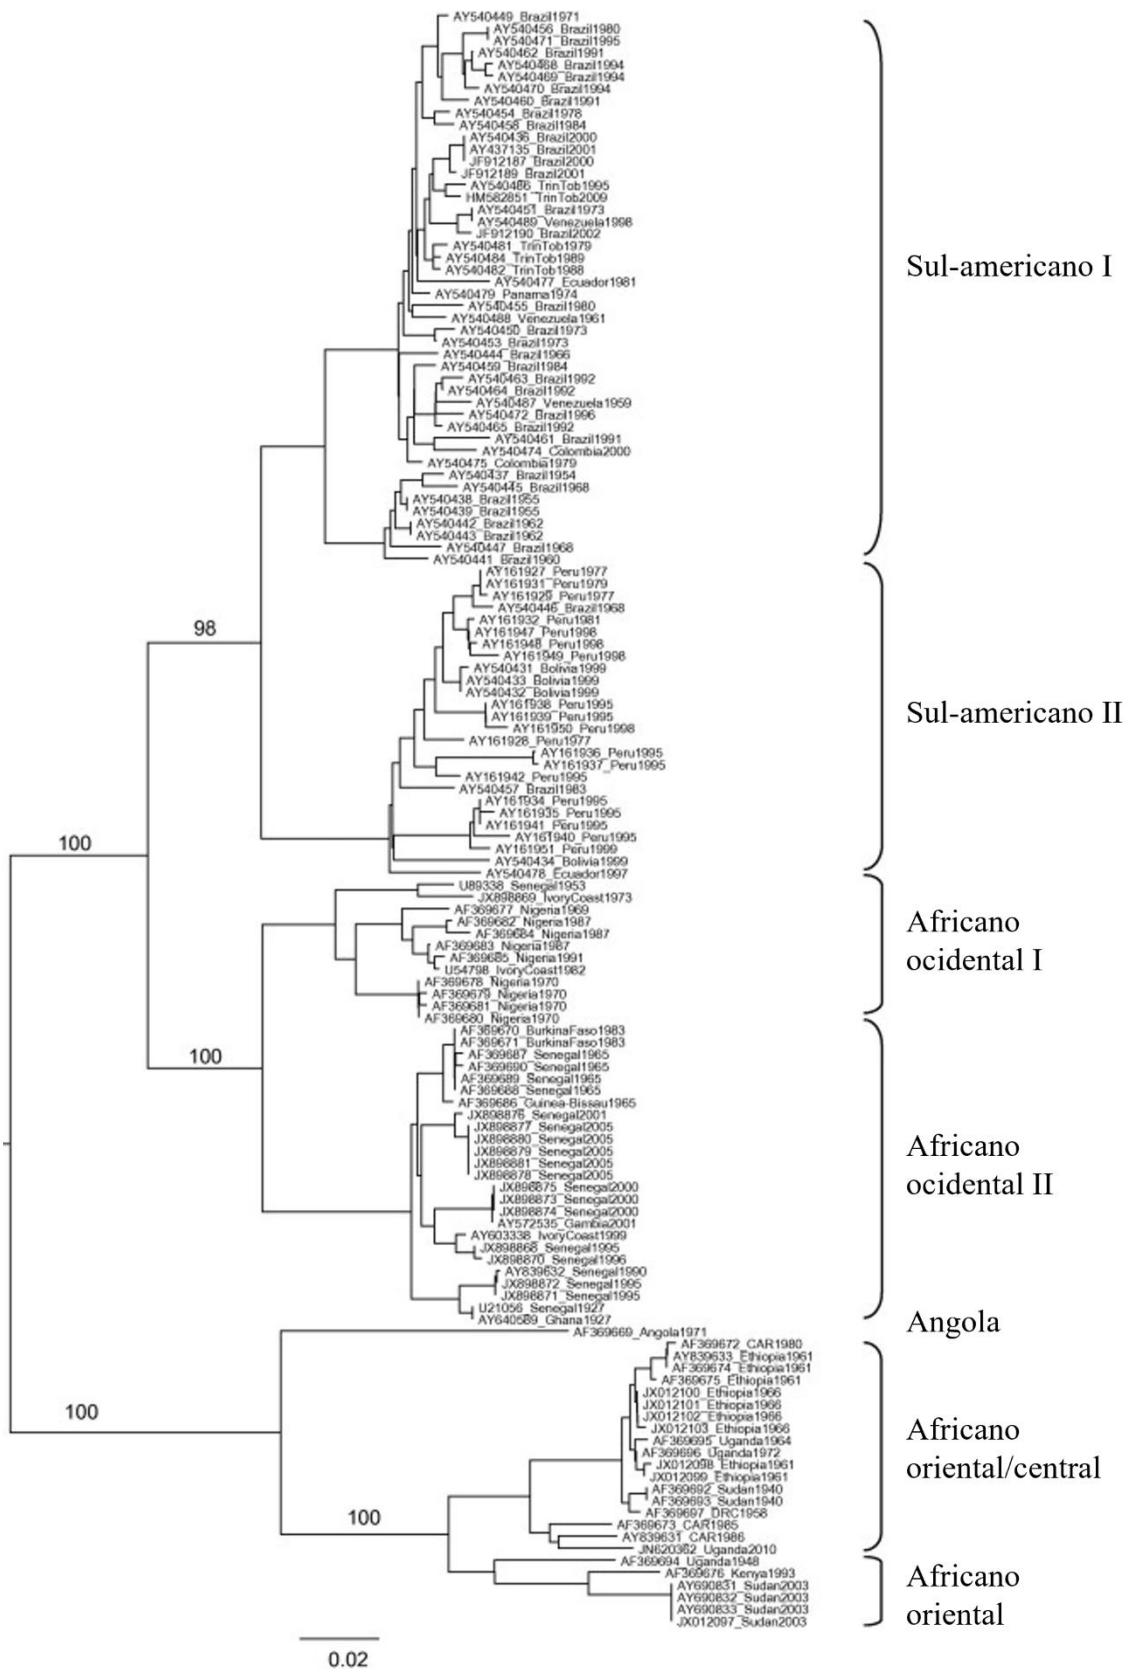 AY540449_Brazil1971
AY540456_Brazil1980
AY540471_Brazil1995
AY540462_Brazil1991
AY540468_Brazil1994
AY540469_Brazil1994
AY540470_Brazil1994
AY540460_Brazil1991
AY540454_Brazil1978
AY540458_Brazil1984
AY540436_Brazil2000
AY437135_Brazil2001
JF912187_Brazil2000
JF912189_Brazil2001
AY540486_TrinTob1995
HM582851_TrinTob2009
AY540451_Brazil1973
AY540489_Venezuela1998
JF912190_Brazil2002
AY540481_TrinTob1979
AY540484_TrinTob1989
AY540482_TrinTob1988
AY540477_Ecuador1981
AY540479_Panama1974
AY540455_Brazil1980
AY540488_Venezuela1961
AY540450_Brazil1973
AY540453_Brazil1973
AY540444_Brazil1966
AY540459_Brazil1984
AY540463_Brazil1992
AY540464_Brazil1992
AY540487_Venezuela1959
AY540472_Brazil1996
AY540465_Brazil1992
AY540461_Brazil1991
AY540474_Colombia2000
AY540475_Colombia1979
AY540437_Brazil1954
AY540445_Brazil1968
AY540438_Brazil1955
AY540439_Brazil1955
AY540442_Brazil1962
AY540443_Brazil1962
AY540447_Brazil1968
AY540441_Brazil1960
Sul-americano I
AY161927_Peru1977
AY161931_Peru1979
AY161929_Peru1977
AY540446_Brazil1968
AY161932_Peru1981
AY161947_Peru1998
AY161948_Peru1998
AY161949_Peru1998
AY540431_Bolivia1999
AY540433_Bolivia1999
AY540432_Bolivia1999
AY161938_Peru1995
AY161939_Peru1995
AY161950_Peru1998
AY161928_Peru1977
AY161936_Peru1995
AY161937_Peru1995
AY161942_Peru1995
AY540457_Brazil1983
AY161934_Peru1995
AY161935_Peru1995
AY161941_Peru1995
AY161940_Peru1995
AY161951_Peru1999
AY540434_Bolivia1999
AY540478_Ecuador1997
Sul-americano II
98
100
U89338_Senegal1953
JX898869_IvoryCoast1973
AF369677_Nigeria1969
AF369682_Nigeria1987
AF369684_Nigeria1987
AF369683_Nigeria1987
AF369685_Nigeria1991
U54798_IvoryCoast1982
AF369678_Nigeria1970
AF369679_Nigeria1970
AF369681_Nigeria1970
AF369680_Nigeria1970
Africano
ocidental I
100
AF369670_BurkinaFaso1983
AF369671_BurkinaFaso1983
AF369687_Senegal1965
AF369690_Senegal1965
AF369689_Senegal1965
AF369688_Senegal1965
AF369686_Guinea-Bissau1965
JX898876_Senegal2001
JX898877_Senegal2005
JX898880_Senegal2005
JX898879_Senegal2005
JX898881_Senegal2005
JX898878_Senegal2005
JX898875_Senegal2000
JX898873_Senegal2000
JX898874_Senegal2000
AY572535_Gambia2001
AY603338_IvoryCoast1999
JX898868_Senegal1995
JX898870_Senegal1996
AY839632_Senegal1990
JX898872_Senegal1995
JX898871_Senegal1995
U21056_Senegal1927
AY640589_Ghana1927
Africano
ocidental II
AF369669_Angola1971
Angola
100
AF369672_CAR1980
AY839633_Ethiopia1961
AF369674_Ethiopia1961
AF369675_Ethiopia1961
JX012100_Ethiopia1966
JX012101_Ethiopia1966
JX012102_Ethiopia1966
JX012103_Ethiopia1966
AF369695_Uganda1964
AF369696_Uganda1972
JX012098_Ethiopia1961
JX012099_Ethiopia1961
AF369692_Sudan1940
AF369693_Sudan1940
AF369697_DRC1958
AF369673_CAR1985
AY839631_CAR1986
JN620362_Uganda2010
Africano
oriental/central
100
AF369694_Uganda1948
AF369676_Kenya1993
AY690831_Sudan2003
AY690832_Sudan2003
AY690833_Sudan2003
JX012097_Sudan2003
Africano
oriental
0.02